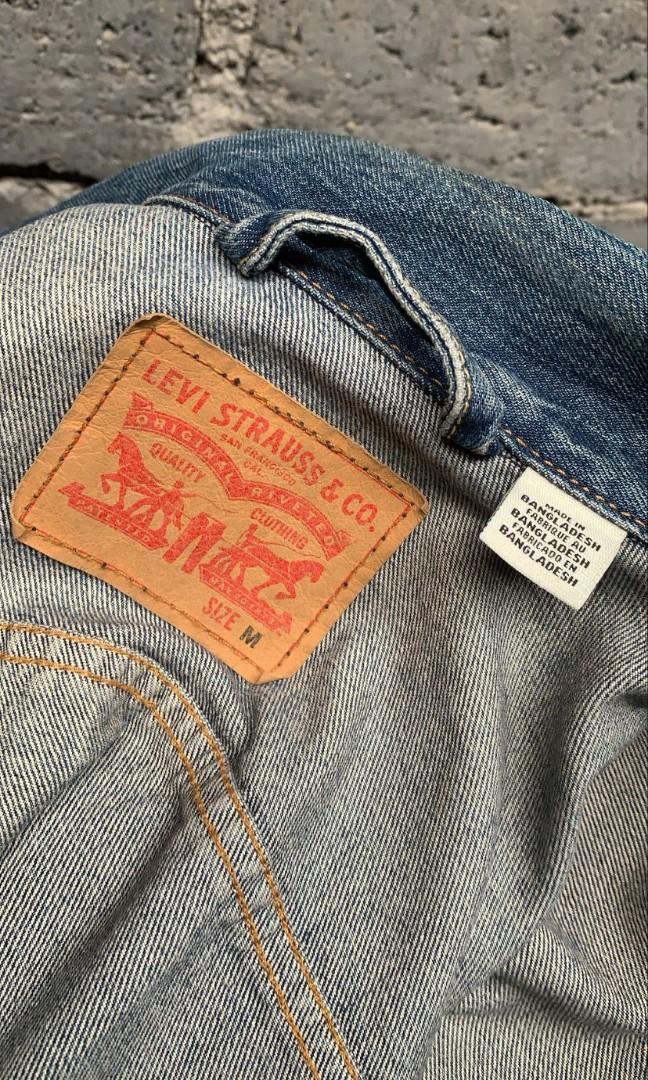 LEVI STRAUSS & CO.
SAN FRANCISCO
CAL.
ORIGINAL RIVETED
QUALITY CLOTHING
PATENTED
SIZE M
MADE IN
BANGLADESH
FABRIQUE AU
BANGLADESH
FABRICADO EN
BANGLADESH